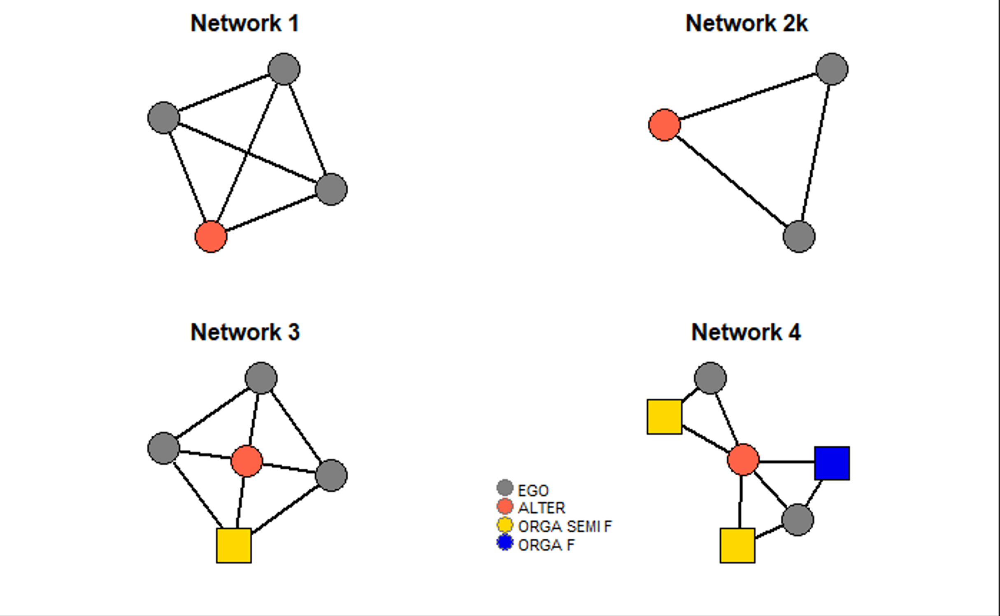 Network 1
Network 2k
Network 3
Network 4
EGO
ALTER
ORGA SEMI F
ORGA F